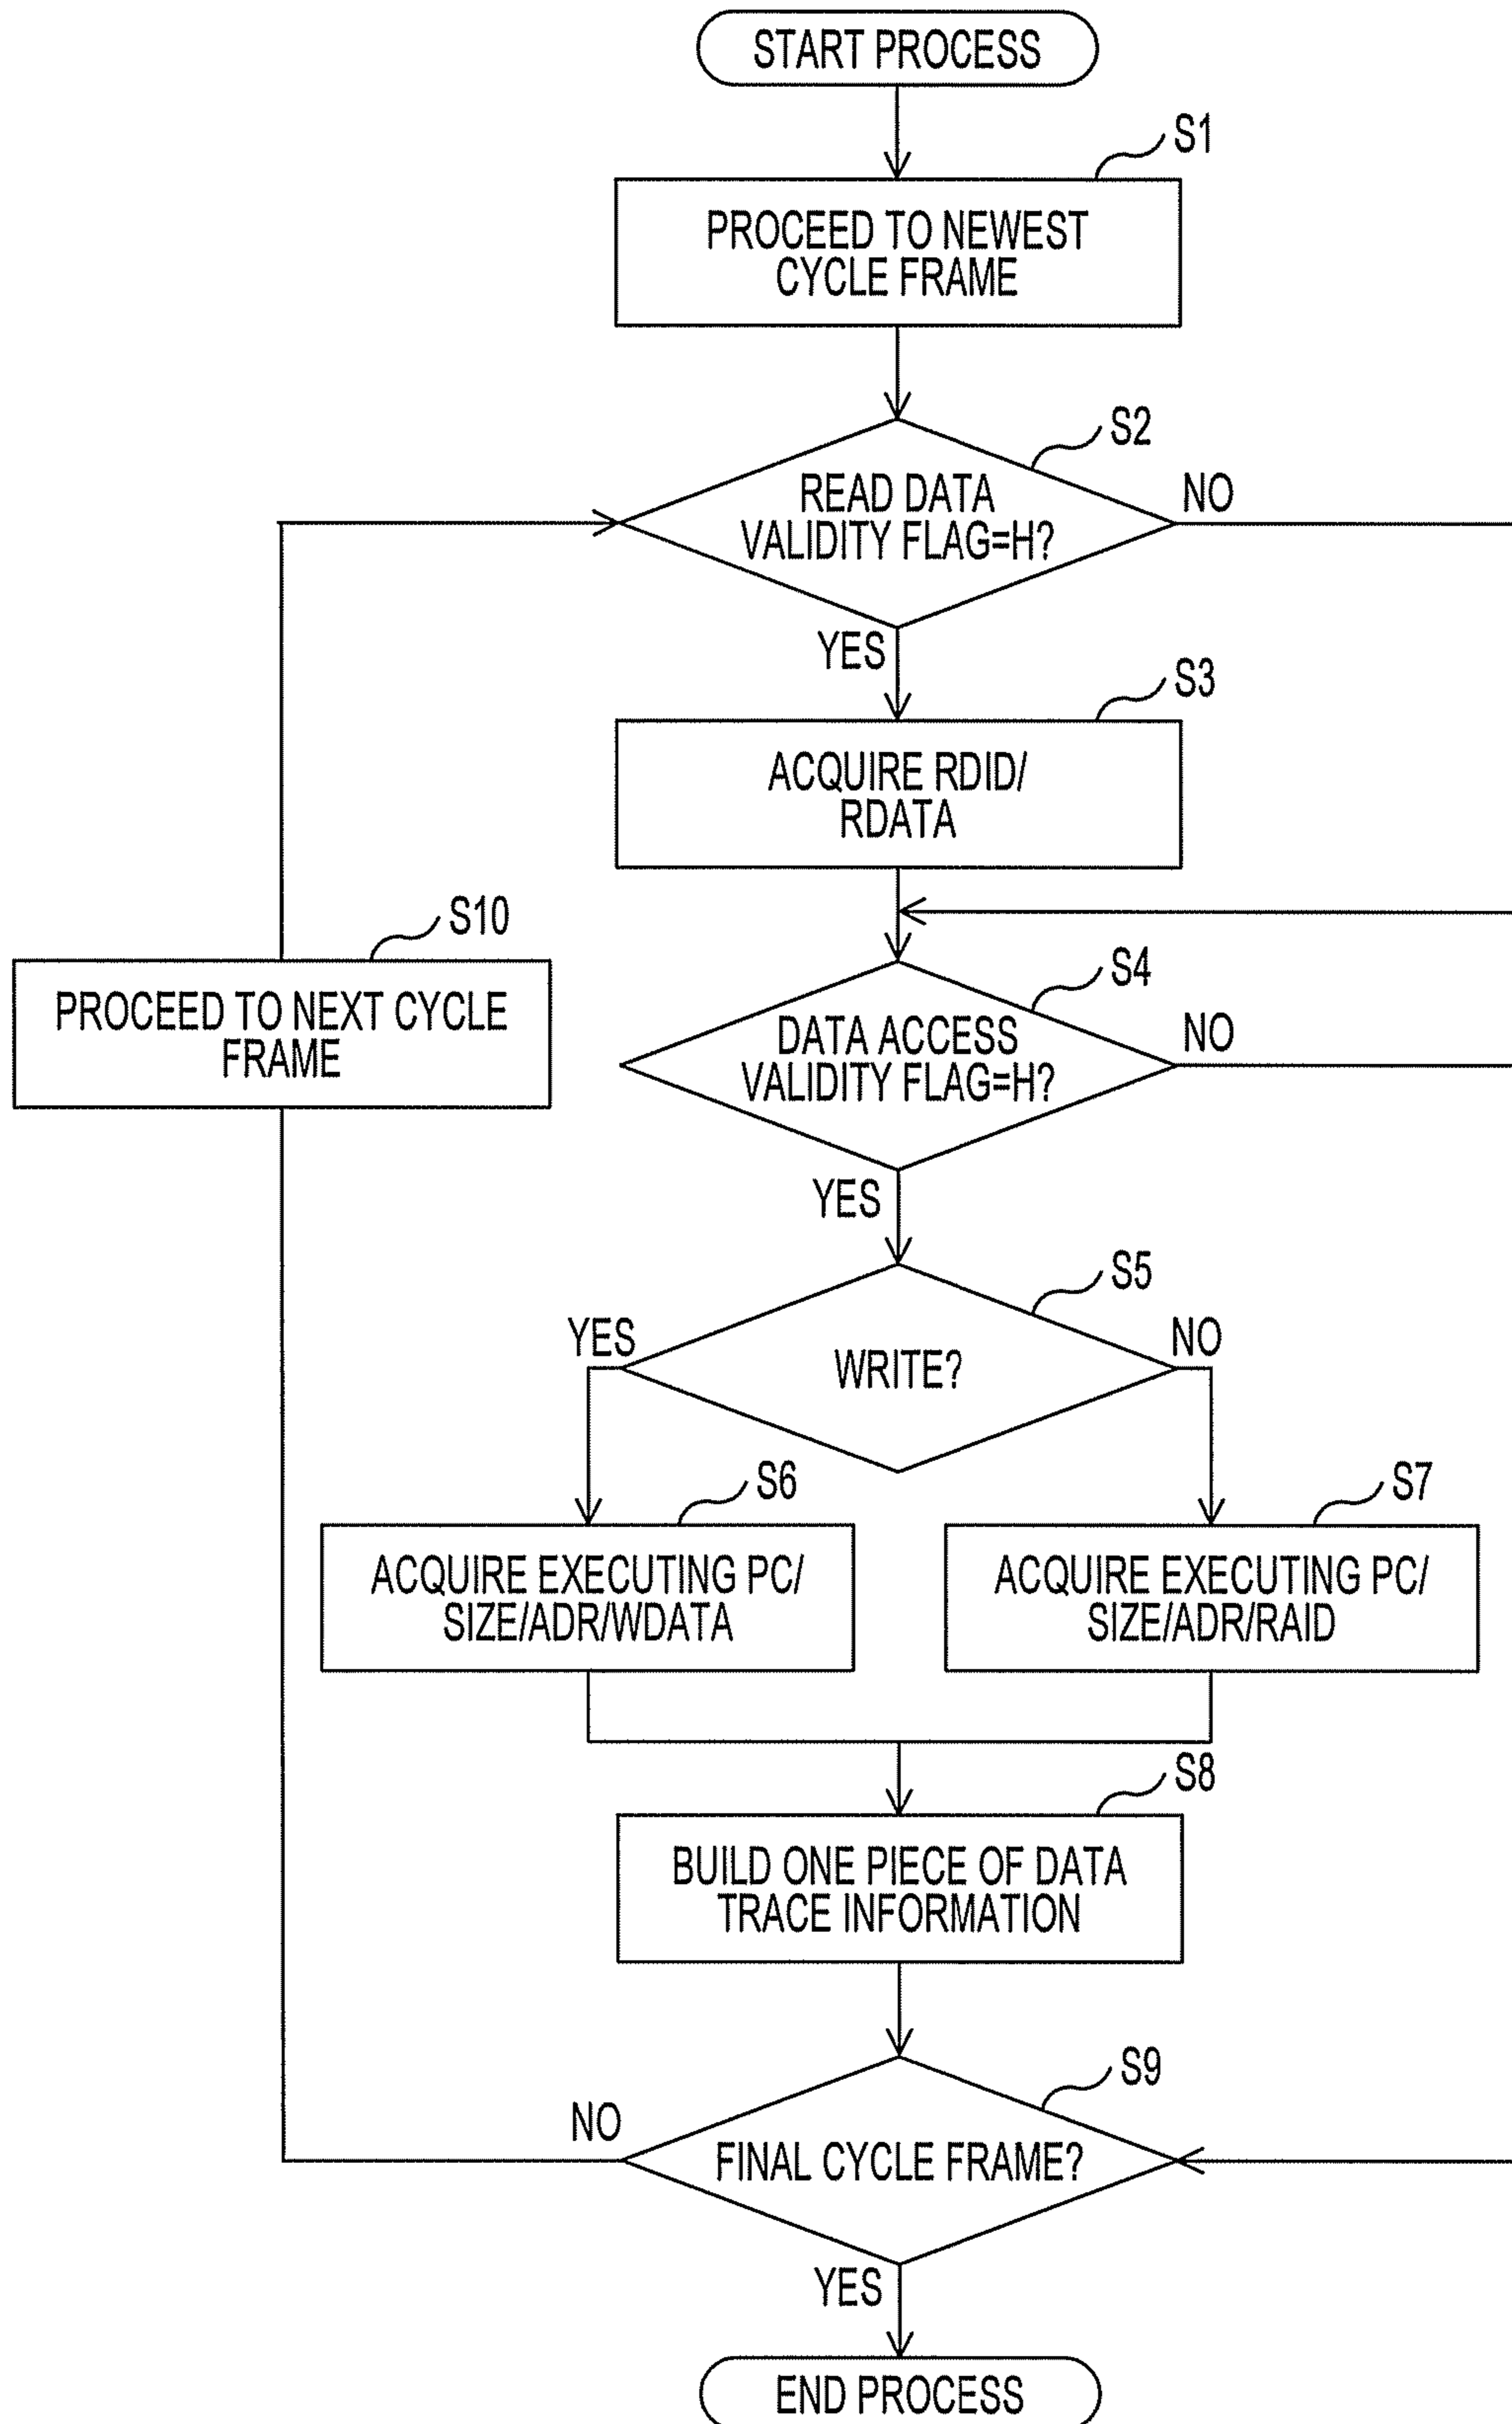 START PROCESS
S1
PROCEED TO NEWEST
CYCLE FRAME
S2
READ DATA
VALIDITY FLAG=H?
NO
YES
S3
ACQUIRE RDID/
RDATA
S10
PROCEED TO NEXT CYCLE
FRAME
S4
DATA ACCESS
VALIDITY FLAG=H?
NO
YES
S5
YES
WRITE?
NO
S6
ACQUIRE EXECUTING PC/
SIZE/ADR/WDATA
S7
ACQUIRE EXECUTING PC/
SIZE/ADR/RAID
S8
BUILD ONE PIECE OF DATA
TRACE INFORMATION
S9
NO
FINAL CYCLE FRAME?
YES
END PROCESS